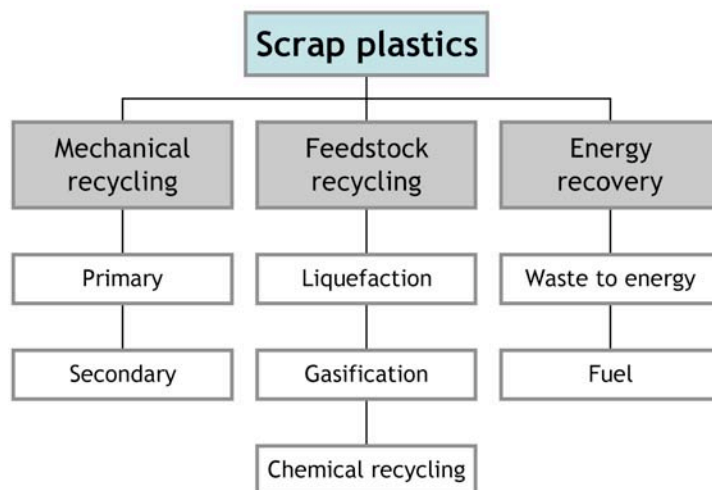 Scrap plastics
Mechanical
recycling
Feedstock
recycling
Energy
recovery
Primary
Liquefaction
Waste to energy
Secondary
Gasification
Fuel
Chemical recycling